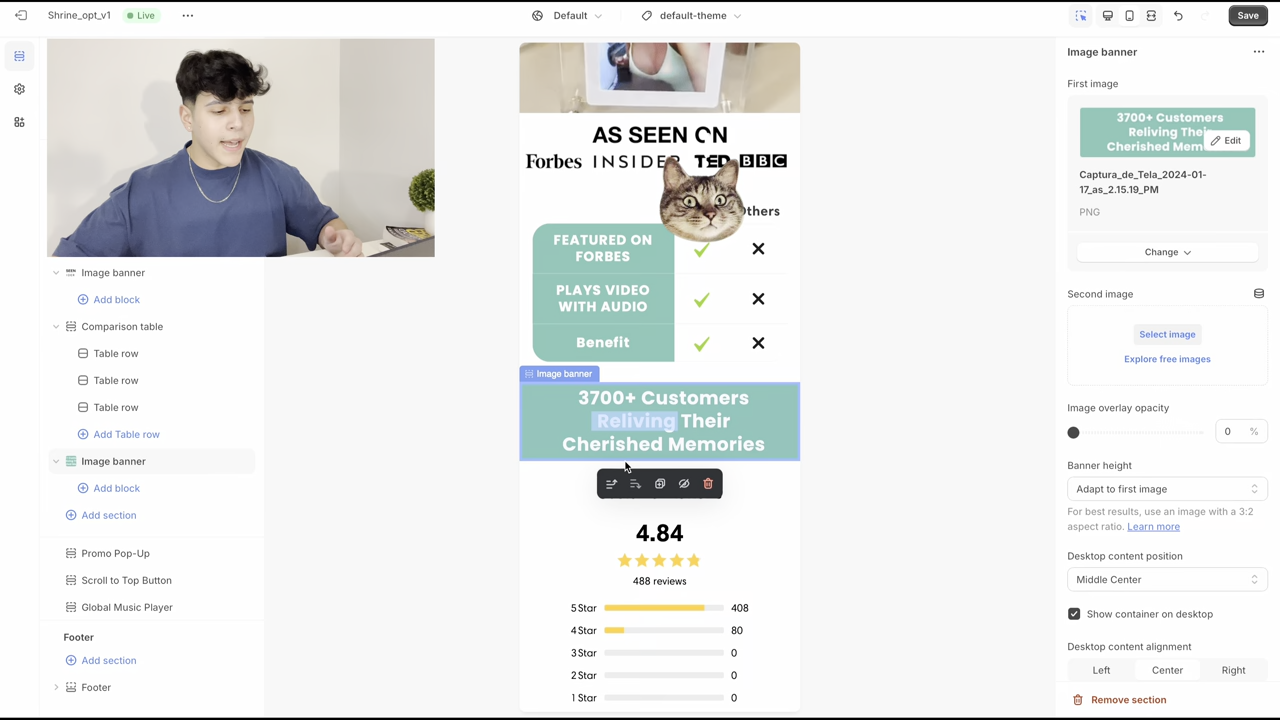 Shrine_opt_v1
Live
Default
default-theme
Save
Image banner
Add block
Comparison table
Table row
Table row
Table row
Add Table row
Image banner
Add block
Add section
Promo Pop-Up
Scroll to Top Button
Global Music Player
Footer
Add section
Footer
AS SEEN ON
Forbes INSIDER TED BBC
Others
FEATURED ON
FORBES
PLAYS VIDEO
WITH AUDIO
Benefit
Image banner
3700+ Customers
Reliving Their
Cherished Memories
4.84
488 reviews
5 Star 408
4 Star 80
3 Star 0
2 Star 0
1 Star 0
Image banner
First image
3700+ Customers
Reliving Their
Cherished
Edit
Captura_de_Tela_2024-01-
17_as_2.15.19_PM
PNG
Change
Second image
Select image
Explore free images
Image overlay opacity
0 %
Banner height
Adapt to first image
For best results, use an image with a 3:2
aspect ratio. Learn more
Desktop content position
Middle Center
Show container on desktop
Desktop content alignment
Left Center Right
Remove section